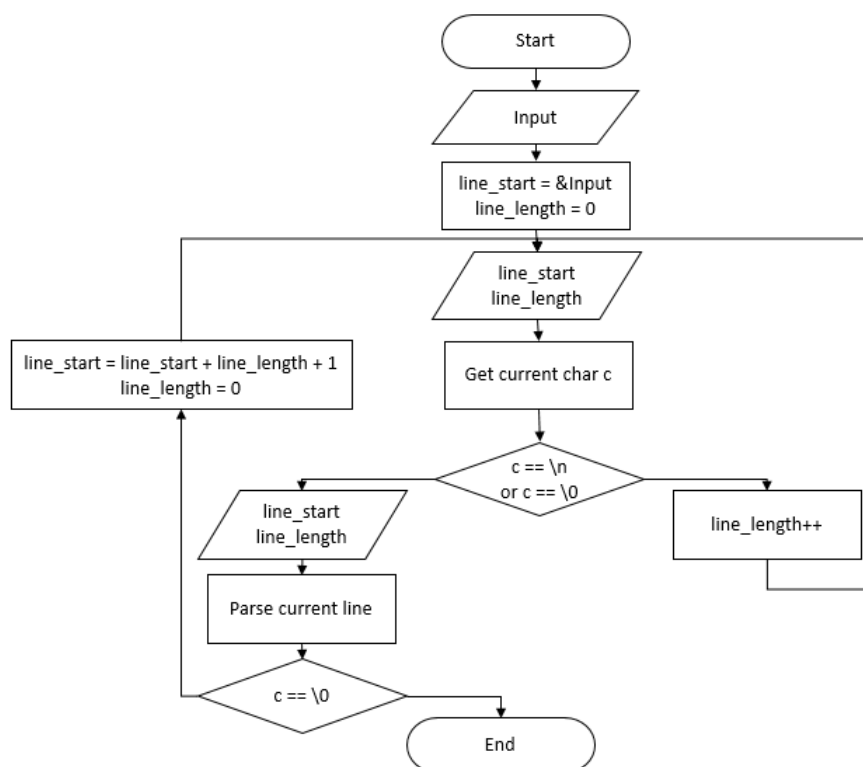 Start
Input
line_start = &Input
line_length = 0
line_start
line_length
line_start = line_start + line_length + 1
line_length = 0
Get current char c
c == \n
or c == \0
line_start
line_length
line_length++
Parse current line
c == \0
End